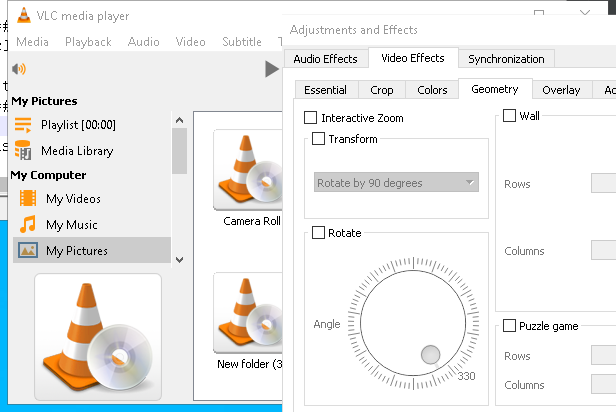 VLC media player
Media Playback Audio Video Subtitle T
My Pictures
Playlist [00:00]
Media Library
My Computer
My Videos
My Music
My Pictures
Camera Roll
New folder (3
Adjustments and Effects
Audio Effects Video Effects Synchronization
Essential Crop Colors Geometry Overlay
Interactive Zoom
Transform
Rotate by 90 degrees
Rotate
Angle
330
Wall
Rows
Columns
Puzzle game
Rows
Columns